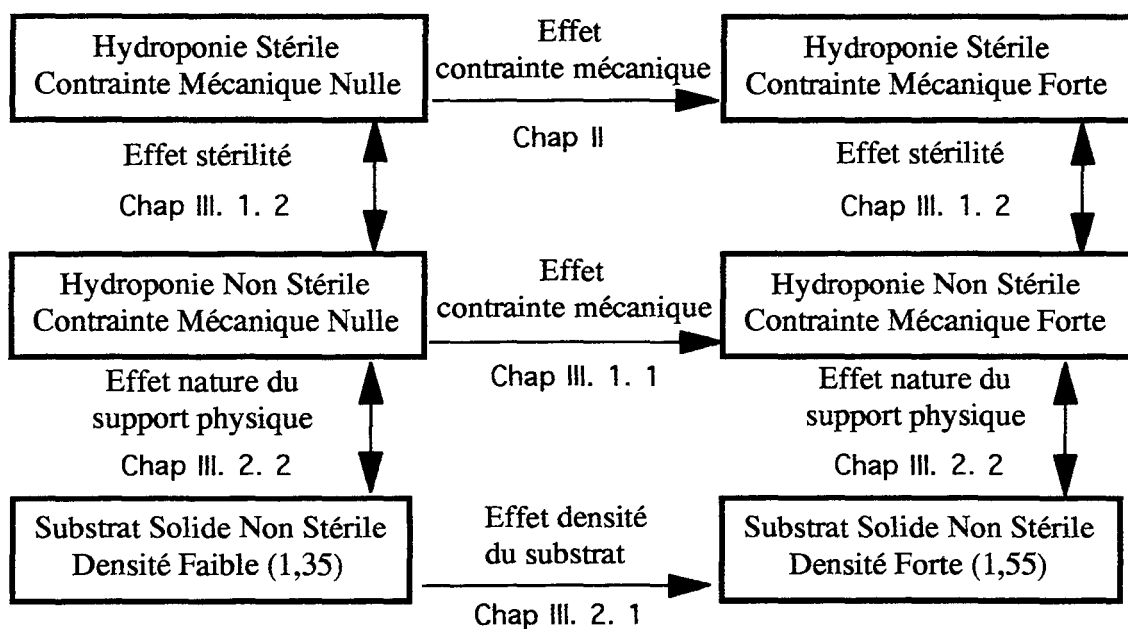 Hydroponie Stérile
Contrainte Mécanique Nulle
Effet
contrainte mécanique
Chap II
Hydroponie Stérile
Contrainte Mécanique Forte
Effet stérilité
Chap III. 1. 2
Effet stérilité
Chap III. 1. 2
Hydroponie Non Stérile
Contrainte Mécanique Nulle
Effet
contrainte mécanique
Chap III. 1. 1
Hydroponie Non Stérile
Contrainte Mécanique Forte
Effet nature du
support physique
Chap III. 2. 2
Effet nature du
support physique
Chap III. 2. 2
Substrat Solide Non Stérile
Densité Faible (1,35)
Effet densité
du substrat
Chap III. 2. 1
Substrat Solide Non Stérile
Densité Forte (1,55)